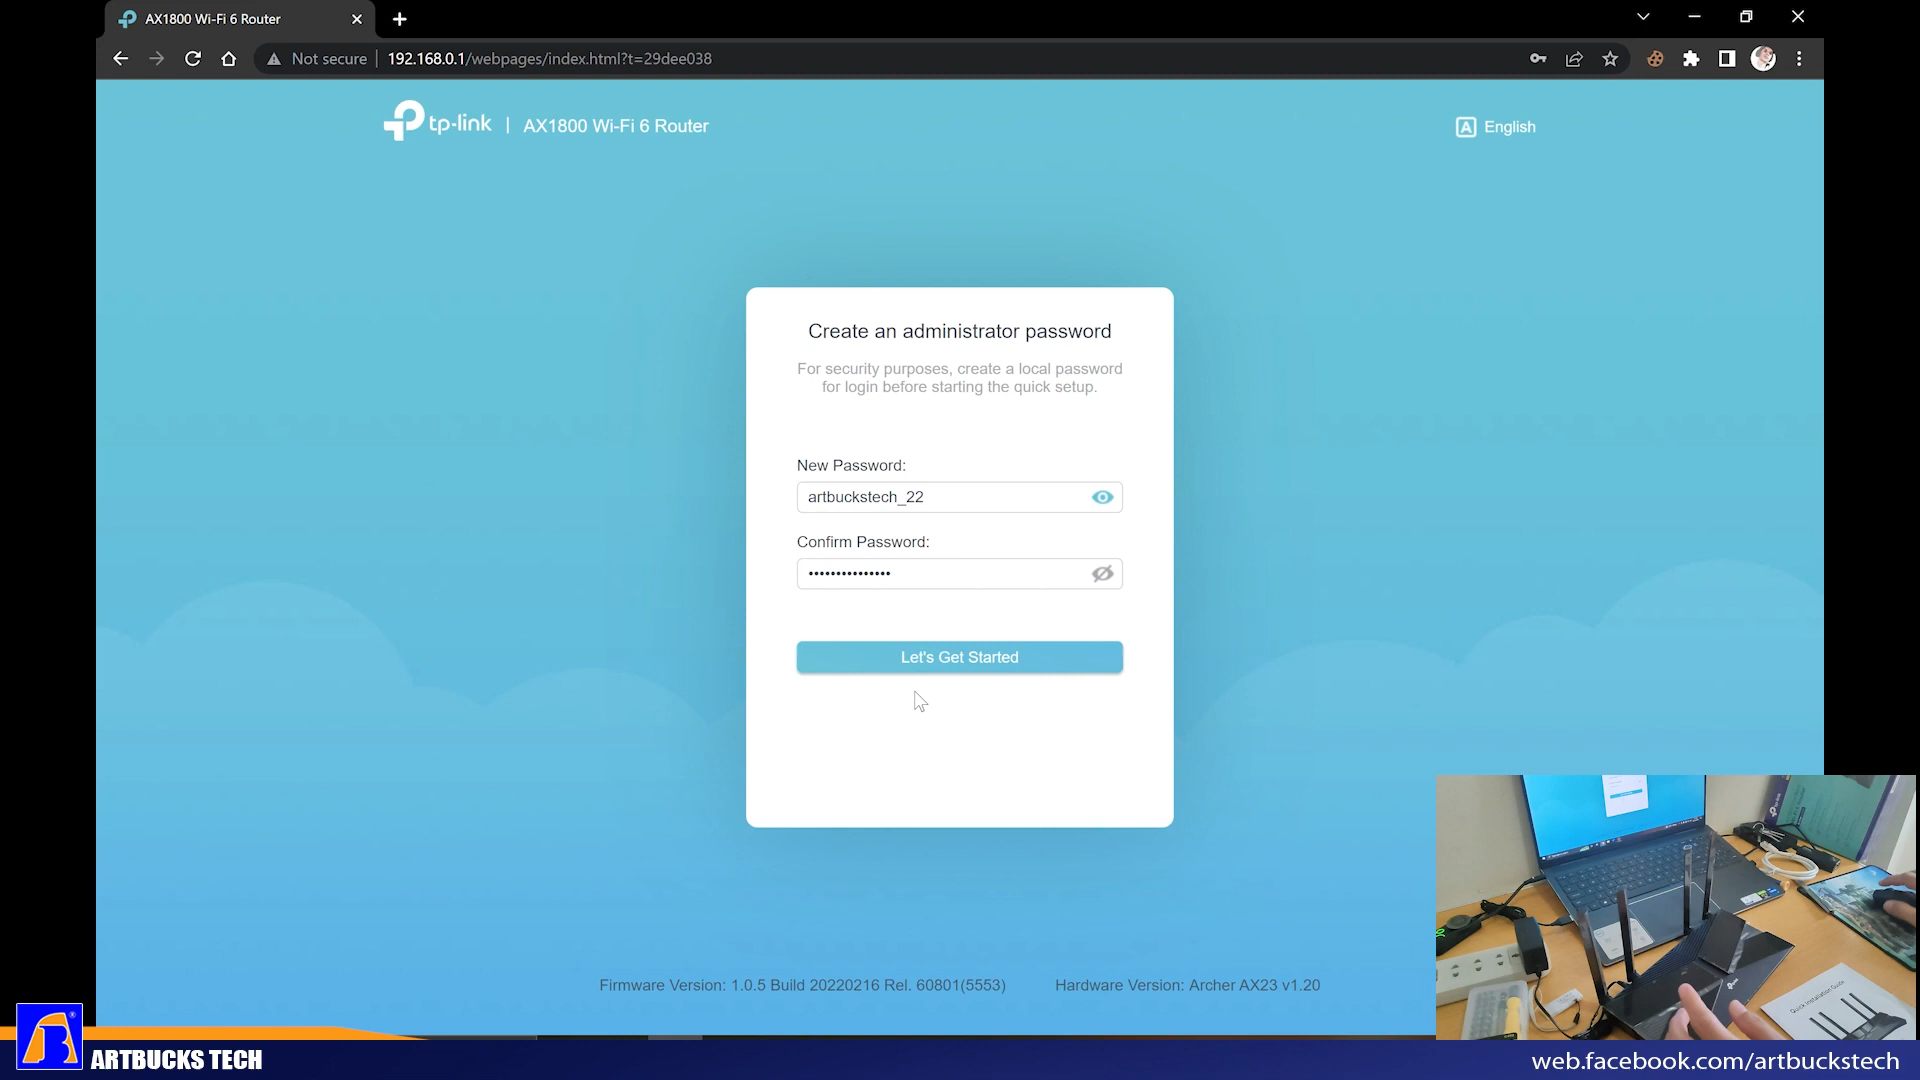 AX1800 Wi-Fi 6 Router
Not secure
192.168.0.1/webpages/index.html?t=29dee038
tp-link | AX1800 Wi-Fi 6 Router
A English
Create an administrator password
For security purposes, create a local password
for login before starting the quick setup.
New Password:
artbuckstech_22
Confirm Password:
•••••••••••••••
Let's Get Started
Firmware Version: 1.0.5 Build 20220216 Rel. 60801(5553)
Hardware Version: Archer AX23 v1.20
Quick Installation Guide
ARTBUCKS TECH
web.facebook.com/artbuckstech